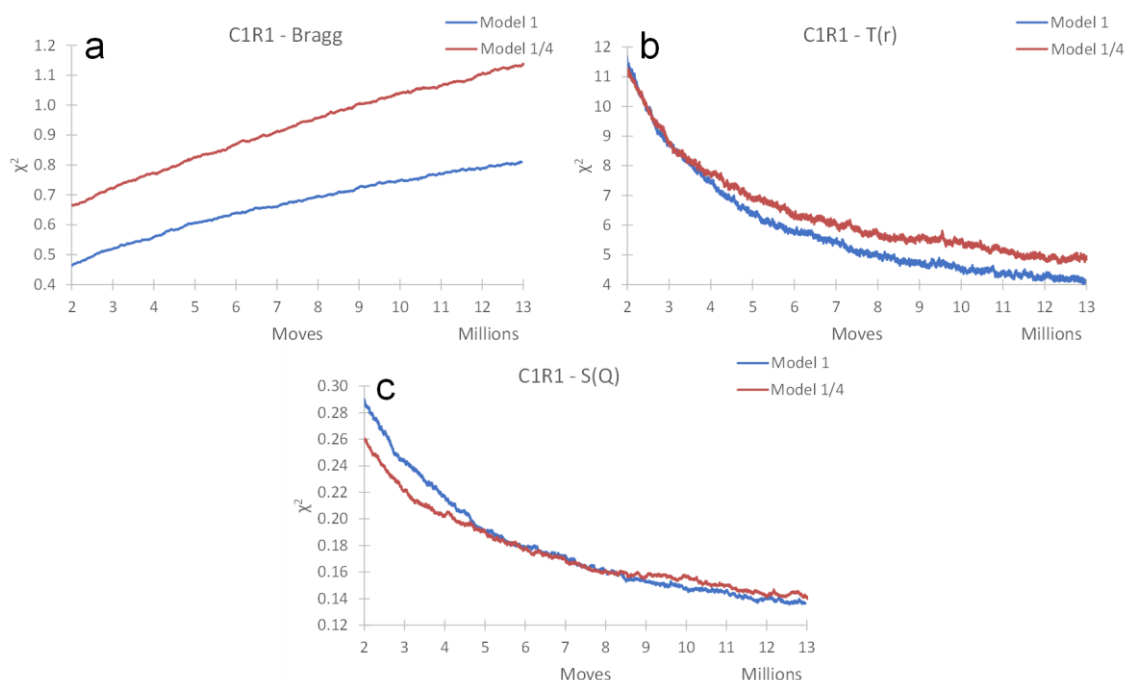 a
C1R1 - Bragg
Model 1
Model 1/4
1.2
1.1
1.0
0.9
0.8
0.7
0.6
0.5
0.4
χ²
2 3 4 5 6 7 8 9 10 11 12 13
Moves Millions
b
C1R1 - T(r)
Model 1
Model 1/4
12
11
10
9
8
7
6
5
4
χ²
2 3 4 5 6 7 8 9 10 11 12 13
Moves Millions
c
C1R1 - S(Q)
Model 1
Model 1/4
0.30
0.28
0.26
0.24
0.22
0.20
0.18
0.16
0.14
0.12
χ²
2 3 4 5 6 7 8 9 10 11 12 13
Moves Millions